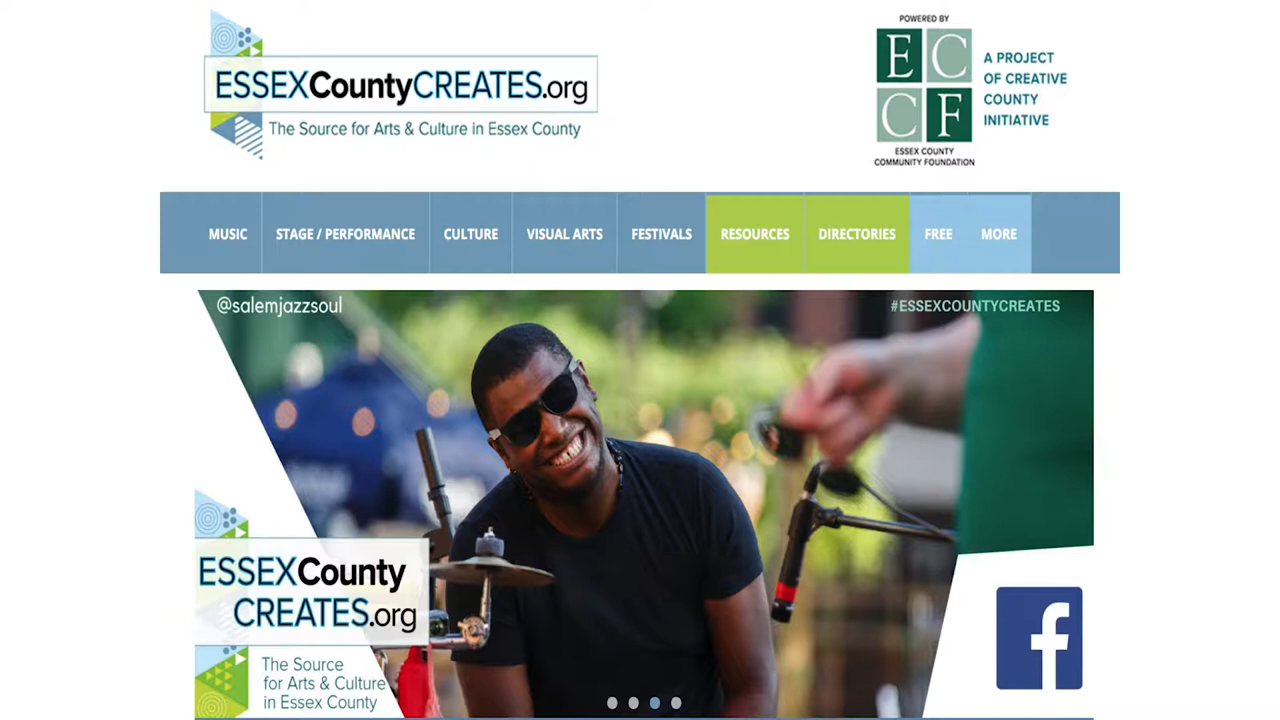 ESSEXCountyCREATES.org
The Source for Arts & Culture in Essex County
POWERED BY
EC
CF
ESSEX COUNTY
COMMUNITY FOUNDATION
A PROJECT
OF CREATIVE
COUNTY
INITIATIVE
MUSIC
STAGE / PERFORMANCE
CULTURE
VISUAL ARTS
FESTIVALS
RESOURCES
DIRECTORIES
FREE
MORE
@salemjazzsoul
#ESSEXCOUNTYCREATES
ESSEXCounty
CREATES.org
The Source
for Arts & Culture
in Essex County
f